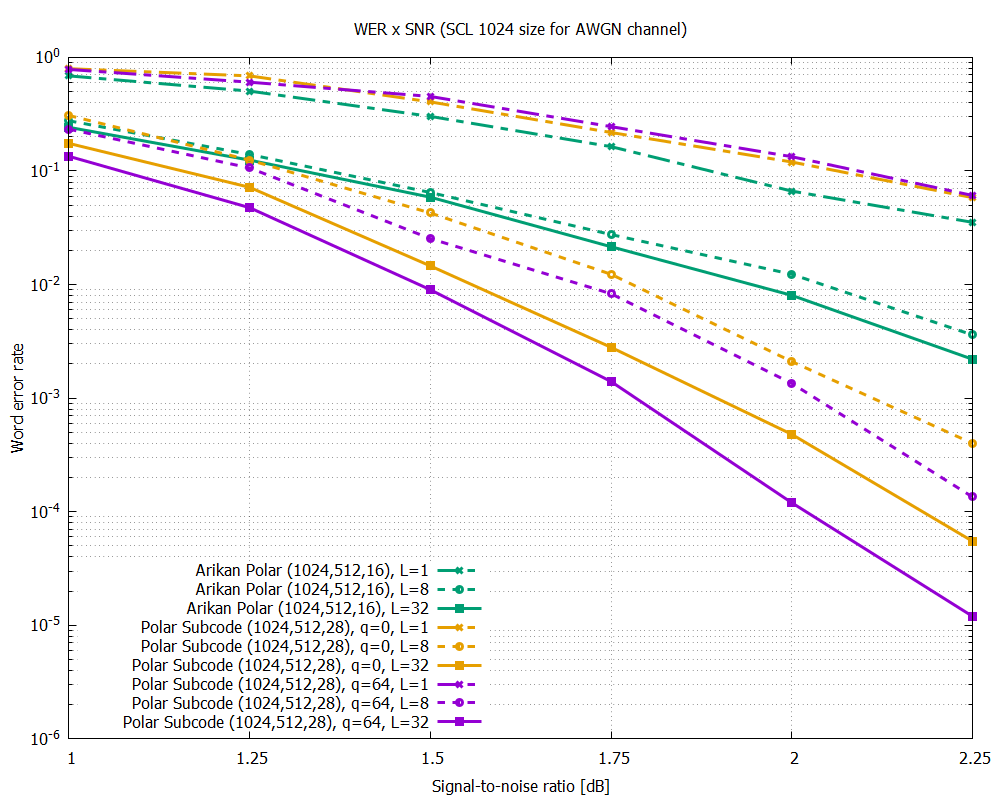 WER x SNR (SCL 1024 size for AWGN channel)
10^0
10^-1
10^-2
10^-3
10^-4
10^-5
10^-6
Word error rate
Arikan Polar (1024,512,16), L=1
Arikan Polar (1024,512,16), L=8
Arikan Polar (1024,512,16), L=32
Polar Subcode (1024,512,28), q=0, L=1
Polar Subcode (1024,512,28), q=0, L=8
Polar Subcode (1024,512,28), q=0, L=32
Polar Subcode (1024,512,28), q=64, L=1
Polar Subcode (1024,512,28), q=64, L=8
Polar Subcode (1024,512,28), q=64, L=32
1 1.25 1.5 1.75 2 2.25
Signal-to-noise ratio [dB]